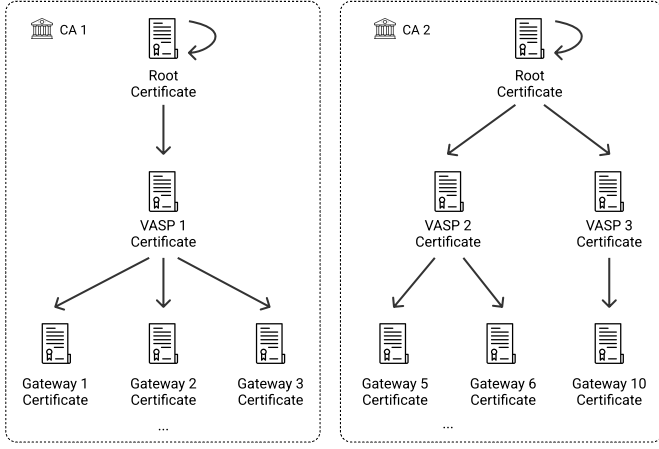 CA 1
Root
Certificate
VASP 1
Certificate
Gateway 1
Certificate
Gateway 2
Certificate
Gateway 3
Certificate
...
CA 2
Root
Certificate
VASP 2
Certificate
VASP 3
Certificate
Gateway 5
Certificate
Gateway 6
Certificate
Gateway 10
Certificate
...